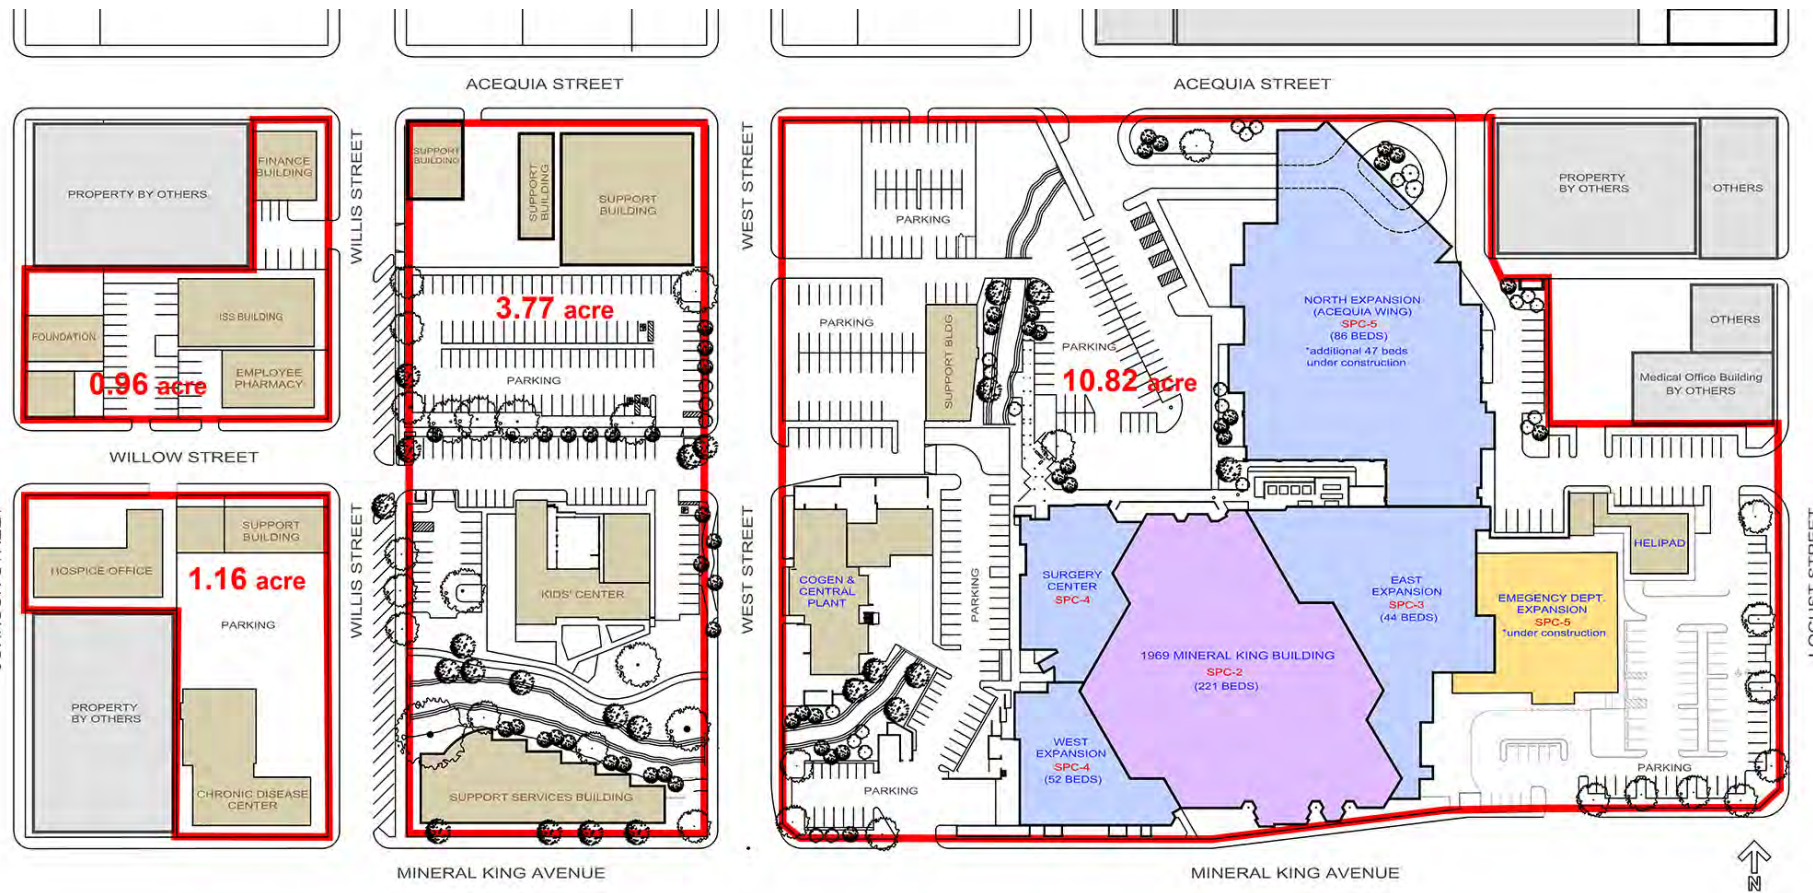 ACEQUIA STREET
ACEQUIA STREET
PROPERTY BY OTHERS
FINANCE
BUILDING
WILLIS STREET
SUPPORT
BUILDING
SUPPORT
BUILDING
SUPPORT
BUILDING
WEST STREET
PARKING
PROPERTY
BY OTHERS
OTHERS
FOUNDATION
ISS BUILDING
EMPLOYEE
PHARMACY
0.96 acre
3.77 acre
PARKING
PARKING
SUPPORT BLDG
PARKING
10.82 acre
NORTH EXPANSION
(ACEQUIA WING)
SPC-5
(86 BEDS)
*additional 47 beds
under construction
OTHERS
Medical Office Building
BY OTHERS
WILLOW STREET
HOSPICE OFFICE
SUPPORT
BUILDING
1.16 acre
PARKING
PROPERTY
BY OTHERS
CHRONIC DISEASE
CENTER
WILLIS STREET
KIDS' CENTER
SUPPORT SERVICES BUILDING
WEST STREET
COGEN &
CENTRAL
PLANT
PARKING
PARKING
SURGERY
CENTER
SPC-4
WEST
EXPANSION
SPC-4
(52 BEDS)
1969 MINERAL KING BUILDING
SPC-2
(221 BEDS)
EAST
EXPANSION
SPC-3
(44 BEDS)
EMEGENCY DEPT.
EXPANSION
SPC-5
*under construction
HELIPAD
PARKING
MINERAL KING AVENUE
MINERAL KING AVENUE
N